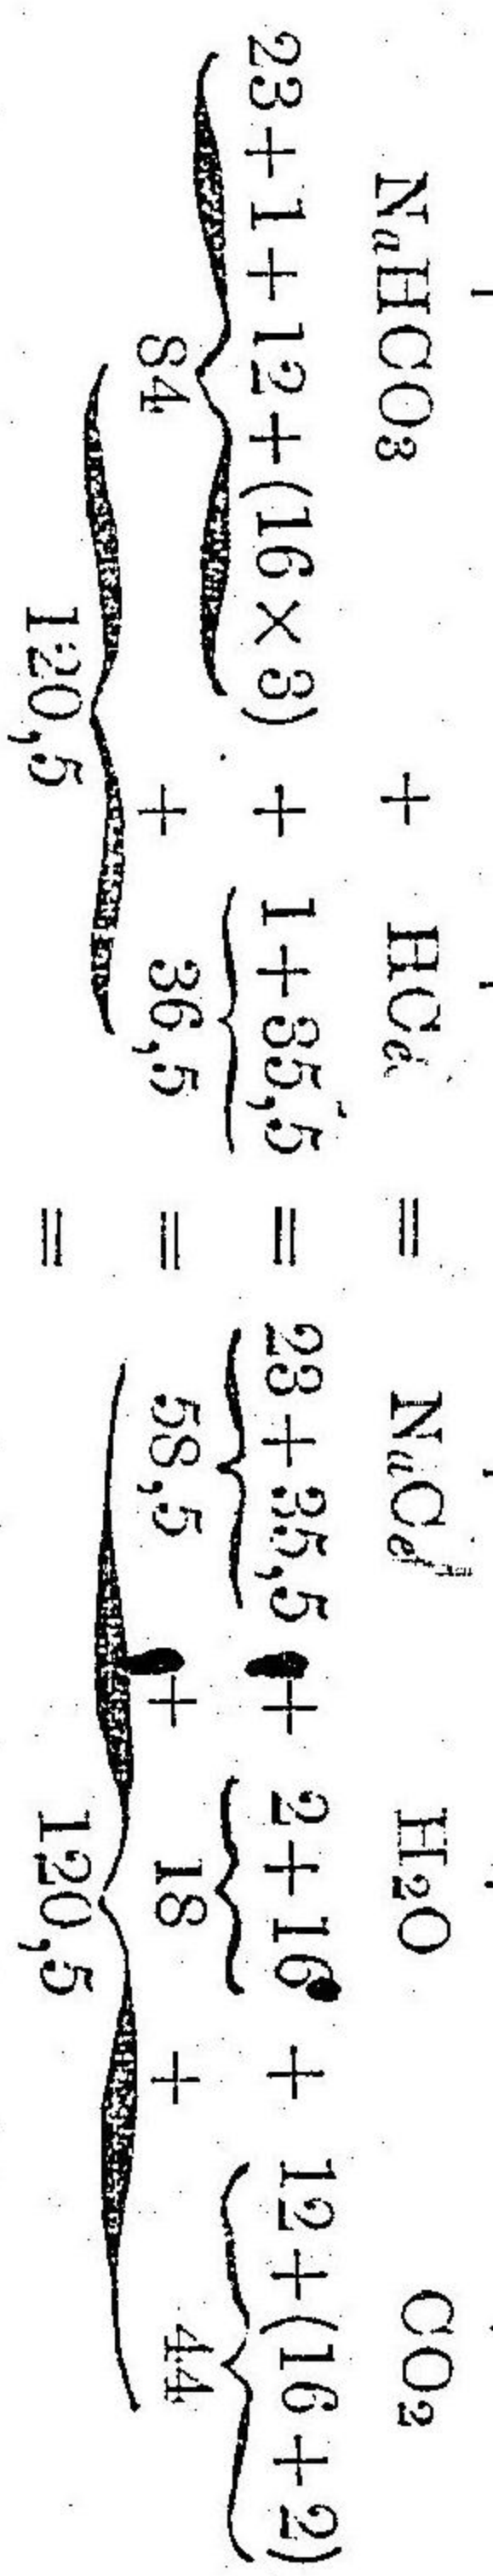 NaHCO₃ + HCl = NaCl H₂O CO₂
23 + 1 + 12 + (16 × 3) + 1 + 35,5 = 23 + 35,5 + 2 + 16 + 12 + (16 + 2)
84 + 36,5 = 58,5 + 18 + 44
120,5 = 120,5